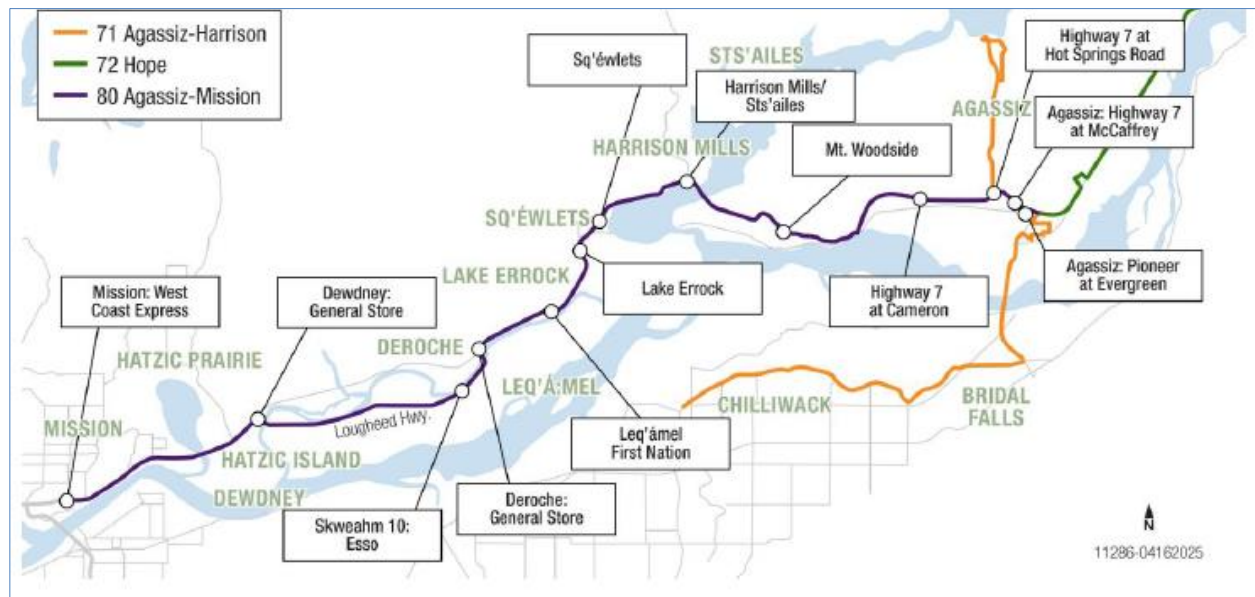 71 Agassiz-Harrison
72 Hope
80 Agassiz-Mission
Sq'éwlets
STS'AILES
Harrison Mills/
Sts'ailes
HARRISON MILLS
Mt. Woodside
AGASSIZ
Highway 7 at
Hot Springs Road
Agassiz: Highway 7
at McCaffrey
SQ'ÉWLETS
LAKE ERROCK
Lake Errock
Highway 7
at Cameron
Agassiz: Pioneer
at Evergreen
Mission: West
Coast Express
Dewdney:
General Store
HATZIC PRAIRIE
DEROCHE
LEQ'Á:MEL
MISSION
Lougheed Hwy.
HATZIC ISLAND
DEWDNEY
CHILLIWACK
BRIDAL
FALLS
Leq'ámel
First Nation
Skweahm 10:
Esso
Deroche:
General Store
N
11286-04162025